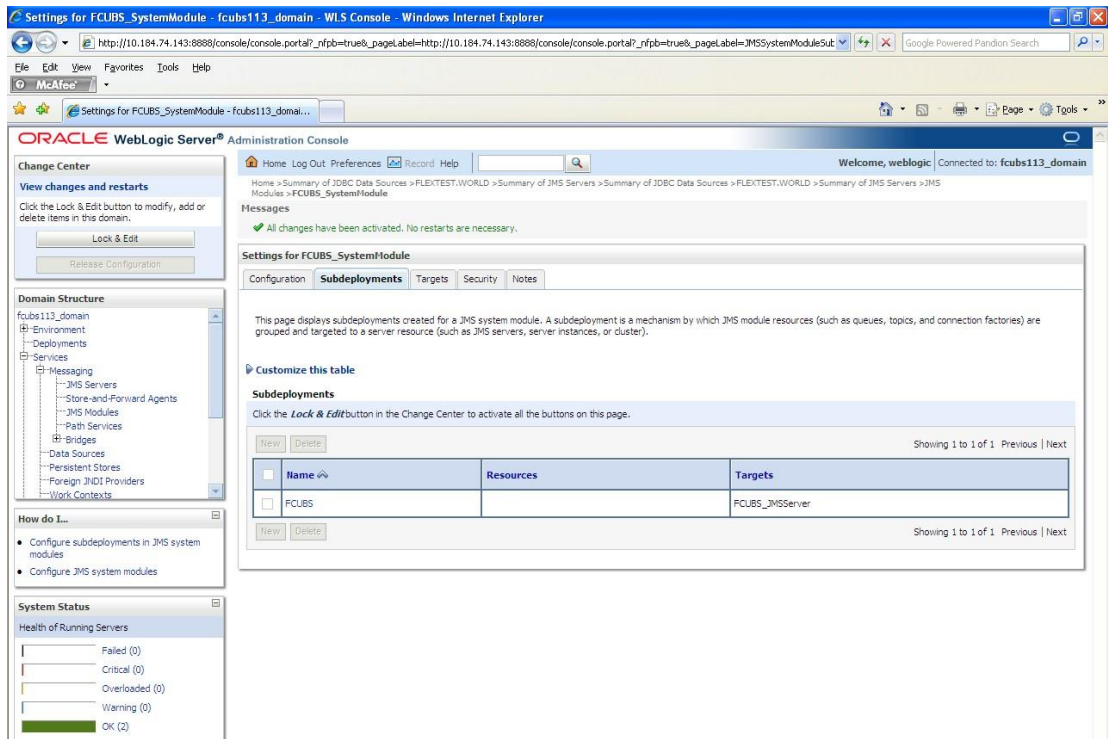 Settings for FCUBS_SystemModule - fcubs113_domain - WLS Console - Windows Internet Explorer
http://10.184.74.143:8888/console/console.portal?_nfpb=true&_pageLabel=http://10.184.74.143:8888/console/console.portal?_nfpb=true&_pageLabel=JMSSystemModuleSub
Google Powered Pandion Search
File Edit View Favorites Tools Help
McAfee
Settings for FCUBS_SystemModule - fcubs113_domai...
Page Tools
ORACLE WebLogic Server® Administration Console
Change Center
View changes and restarts
Click the Lock & Edit button to modify, add or
delete items in this domain.
Lock & Edit
Release Configuration
Domain Structure
fcubs113_domain
Environment
Deployments
Services
Messaging
JMS Servers
Store-and-Forward Agents
JMS Modules
Path Services
Bridges
Data Sources
Persistent Stores
Foreign JNDI Providers
Work Contexts
How do I...
Configure subdeployments in JMS system
modules
Configure JMS system modules
System Status
Health of Running Servers
Failed (0)
Critical (0)
Overloaded (0)
Warning (0)
OK (2)
Home Log Out Preferences Record Help
Welcome, weblogic Connected to: fcubs113_domain
Home >Summary of JDBC Data Sources >FLEXTEST.WORLD >Summary of JMS Servers >Summary of JDBC Data Sources >FLEXTEST.WORLD >Summary of JMS Servers >JMS
Modules >FCUBS_SystemModule
Messages
All changes have been activated. No restarts are necessary.
Settings for FCUBS_SystemModule
Configuration Subdeployments Targets Security Notes
This page displays subdeployments created for a JMS system module. A subdeployment is a mechanism by which JMS module resources (such as queues, topics, and connection factories) are
grouped and targeted to a server resource (such as JMS servers, server instances, or cluster).
Customize this table
Subdeployments
Click the Lock & Edit button in the Change Center to activate all the buttons on this page.
New Delete Showing 1 to 1 of 1 Previous | Next
Name Resources Targets
FCUBS FCUBS_JMSServer
New Delete Showing 1 to 1 of 1 Previous | Next